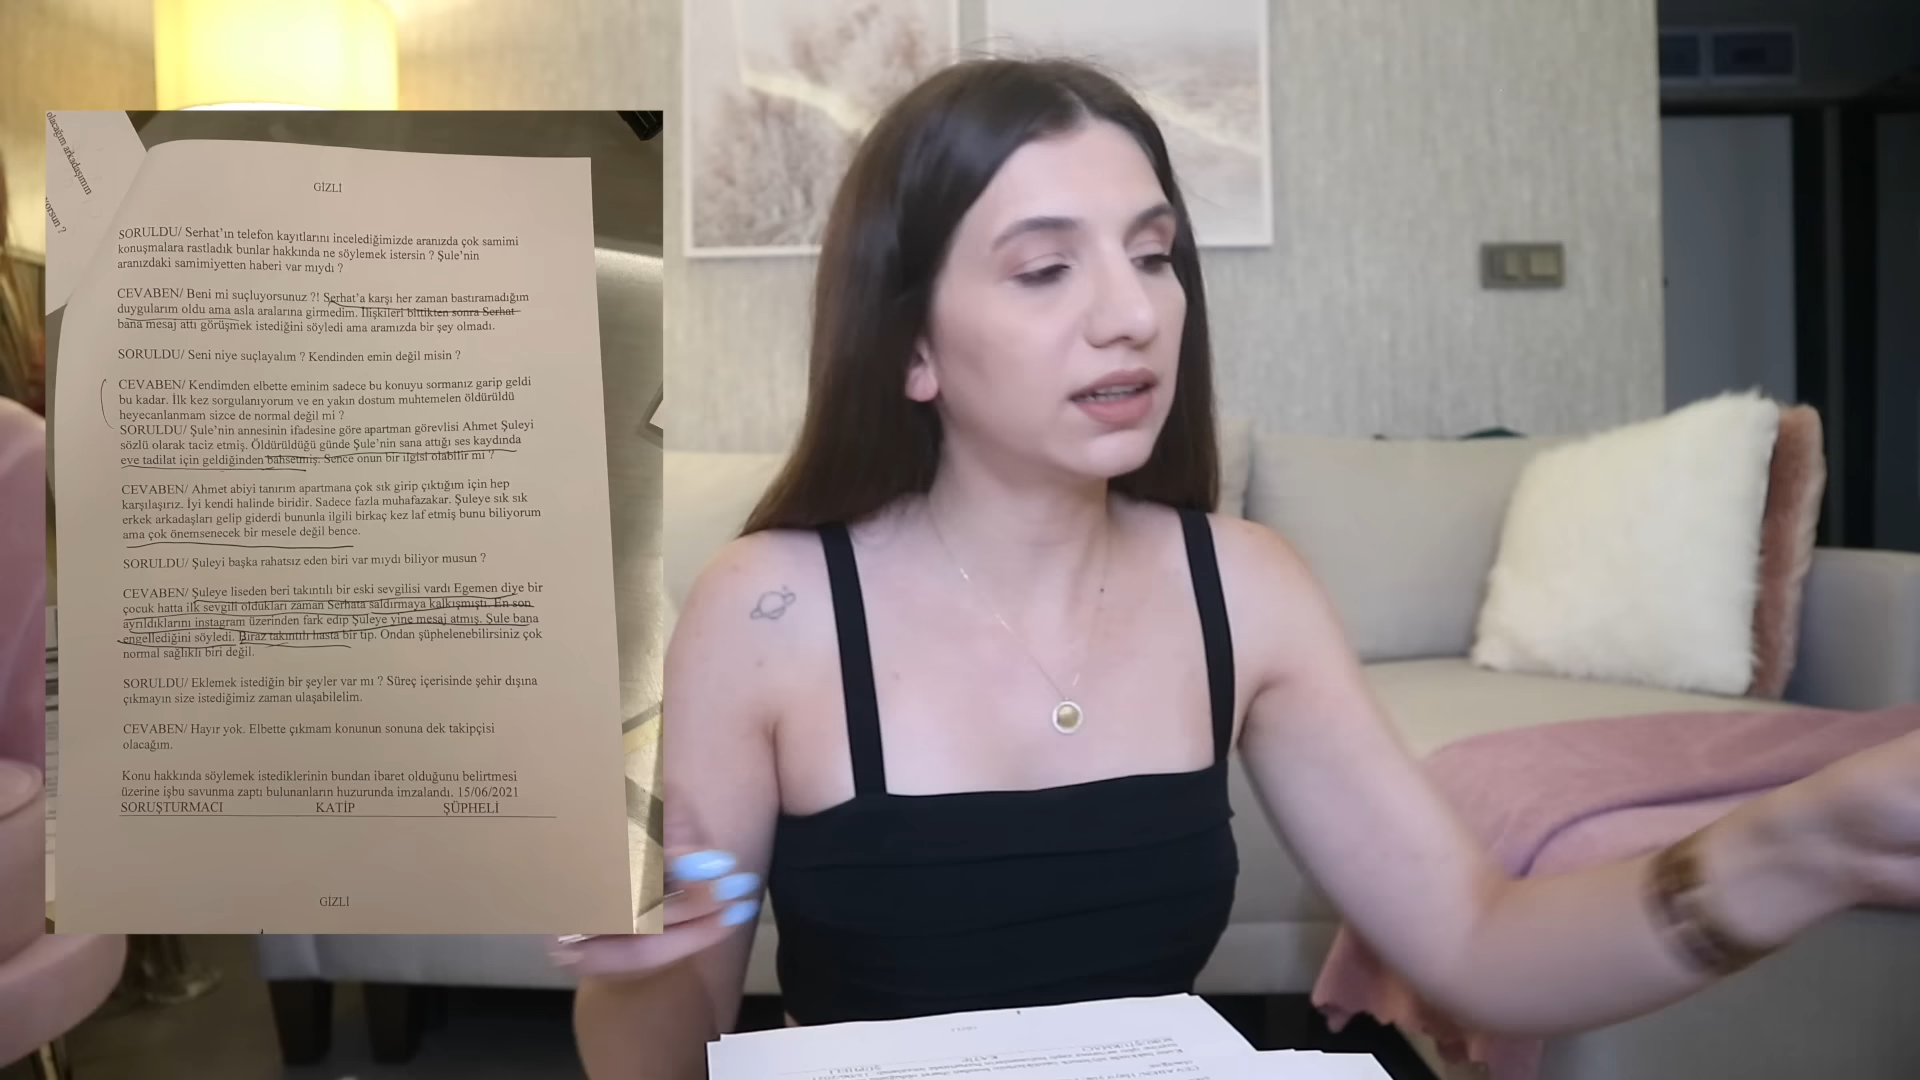 olacağım arkadaşımın
yorsun ?
GİZLİ
SORULDU/ Serhat'ın telefon kayıtlarını incelediğimizde aranızda çok samimi
konuşmalara rastladık bunlar hakkında ne söylemek istersin ? Şule'nin
aranızdaki samimiyetten haberi var mıydı ?
CEVABEN/ Beni mi suçluyorsunuz ?! Serhat'a karşı her zaman bastıramadığım
duygularım oldu ama asla aralarına girmedim. İlişkileri bittikten sonra Serhat
bana mesaj attı görüşmek istediğini söyledi ama aramızda bir şey olmadı.
SORULDU/ Seni niye suçlayalım ? Kendinden emin değil misin ?
CEVABEN/ Kendimden elbette eminim sadece bu konuyu sormanız garip geldi
bu kadar. İlk kez sorgulanıyorum ve en yakın dostum muhtemelen öldürüldü
heyecanlanmam sizce de normal değil mi ?
SORULDU/ Şule'nin annesinin ifadesine göre apartman görevlisi Ahmet Şuleyi
sözlü olarak taciz etmiş. Öldürüldüğü günde Şule'nin sana attığı ses kaydında
eve tadilat için geldiğinden bahsetmiş. Sence onun bir ilgisi olabilir mi ?
CEVABEN/ Ahmet abiyi tanırım apartmana çok sık girip çıktığım için hep
karşılaşırız. İyi kendi halinde biridir. Sadece fazla muhafazakar. Şuleye sık sık
erkek arkadaşları gelip giderdi bununla ilgili birkaç kez laf etmiş bunu biliyorum
ama çok önemsenecek bir mesele değil bence.
SORULDU/ Şuleyi başka rahatsız eden biri var mıydı biliyor musun ?
CEVABEN/ Şuleye liseden beri takıntılı bir eski sevgilisi vardı Egemen diye bir
çocuk hatta ilk sevgili oldukları zaman Serhata saldırmaya kalkışmıştı. En son
ayrıldıklarını instagram üzerinden fark edip Şuleye yine mesaj atmış. Şule bana
engellediğini söyledi. Biraz takıntılı hasta bir tip. Ondan şüphelenebilirsiniz çok
normal sağlıklı biri değil.
SORULDU/ Eklemek istediğin bir şeyler var mı ? Süreç içerisinde şehir dışına
çıkmayın size istediğimiz zaman ulaşabilelim.
CEVABEN/ Hayır yok. Elbette çıkmam konunun sonuna dek takipçisi
olacağım.
Konu hakkında söylemek istediklerinin bundan ibaret olduğunu belirtmesi
üzerine işbu savunma zaptı bulunanların huzurunda imzalandı. 15/06/2021
SORUŞTURMACI KATİP ŞÜPHELİ
GİZLİ